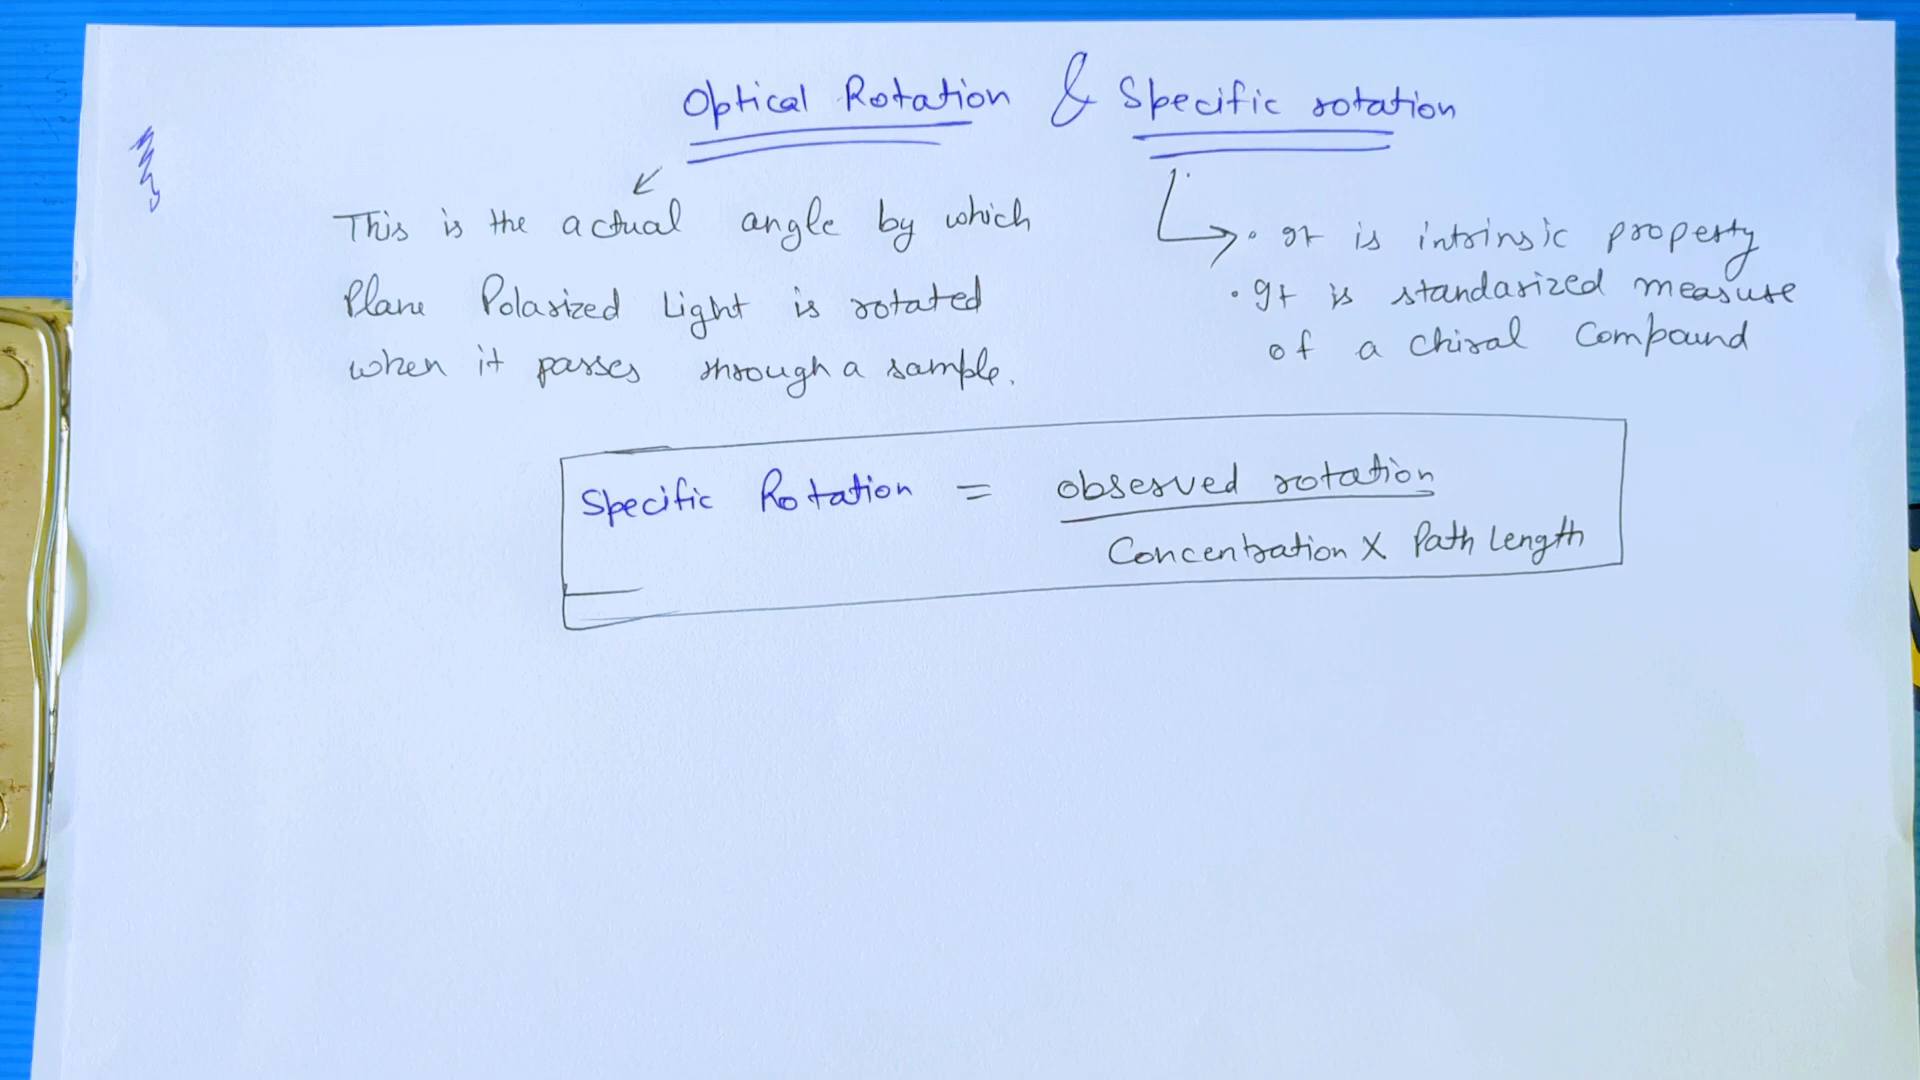 Optical Rotation & Specific rotation
This is the actual angle by which
Plane Polarized Light is rotated
when it passes through a sample.
• It is intrinsic property
• It is standarized measure
of a chiral Compound
Specific Rotation = observed rotation
Concentration X Path Length